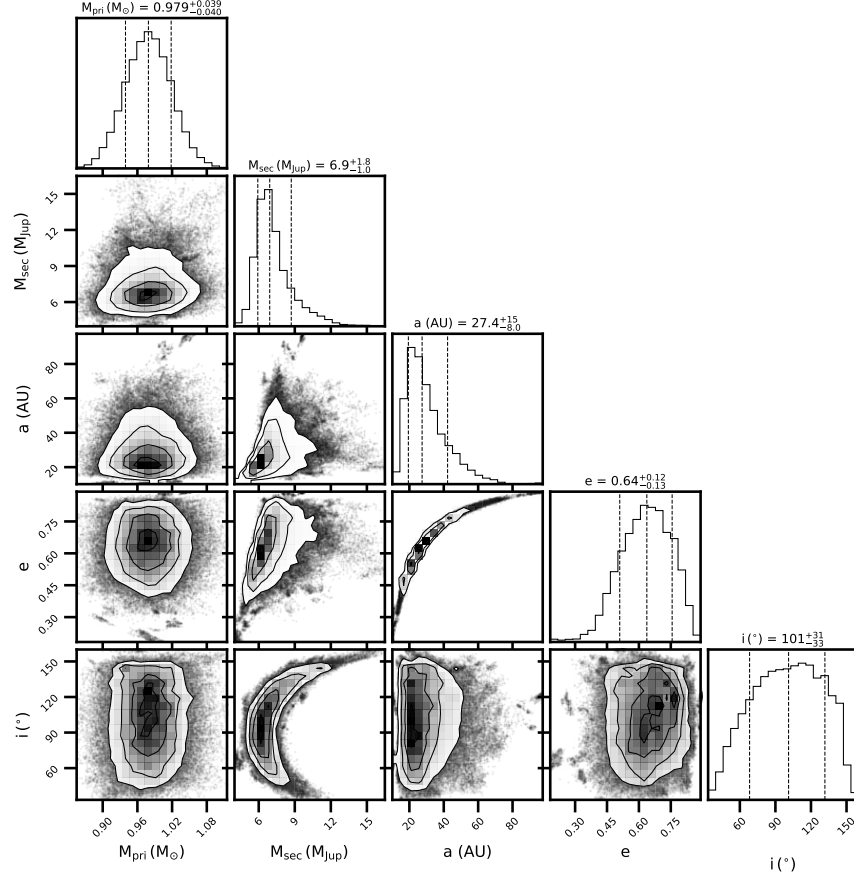 M_pri (M_⊙) = 0.979^{+0.039}_{-0.040}
M_sec (M_Jup) = 6.9^{+1.8}_{-1.0}
M_sec (M_Jup)
15
12
9
6
a (AU) = 27.4^{+15}_{-8.0}
a (AU)
80
60
40
20
e = 0.64^{+0.12}_{-0.13}
e
0.75
0.60
0.45
0.30
i (°) = 101^{+31}_{-33}
i (°)
150
120
90
60
0.90 0.96 1.02 1.08
6 9 12 15
20 40 60 80
0.30 0.45 0.60 0.75
60 90 120 150
M_pri (M_⊙) M_sec (M_Jup) a (AU) e i (°)